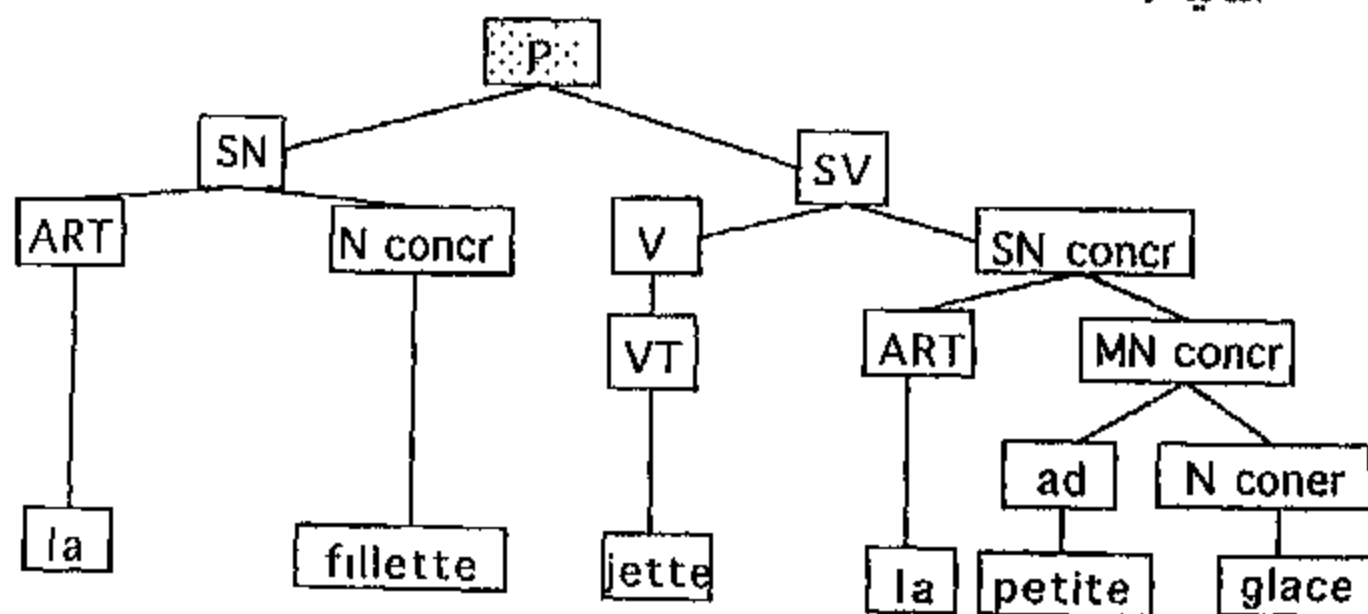 P
SN
SV
ART
N concr
V
SN concr
VT
ART
MN concr
ad
N coner
la
fillette
jette
la
petite
glace